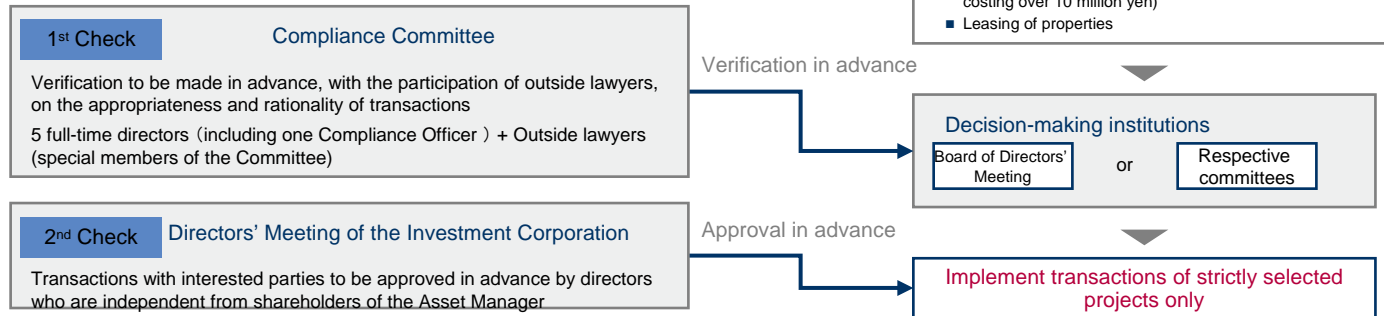 costing over 10 million yen)
■ Leasing of properties
1st Check
Compliance Committee
Verification to be made in advance, with the participation of outside lawyers,
on the appropriateness and rationality of transactions
5 full-time directors（including one Compliance Officer ）+ Outside lawyers
(special members of the Committee)
Verification in advance
Decision-making institutions
Board of Directors’
Meeting
or
Respective
committees
2nd Check
Directors’ Meeting of the Investment Corporation
Transactions with interested parties to be approved in advance by directors
who are independent from shareholders of the Asset Manager
Approval in advance
Implement transactions of strictly selected
projects only